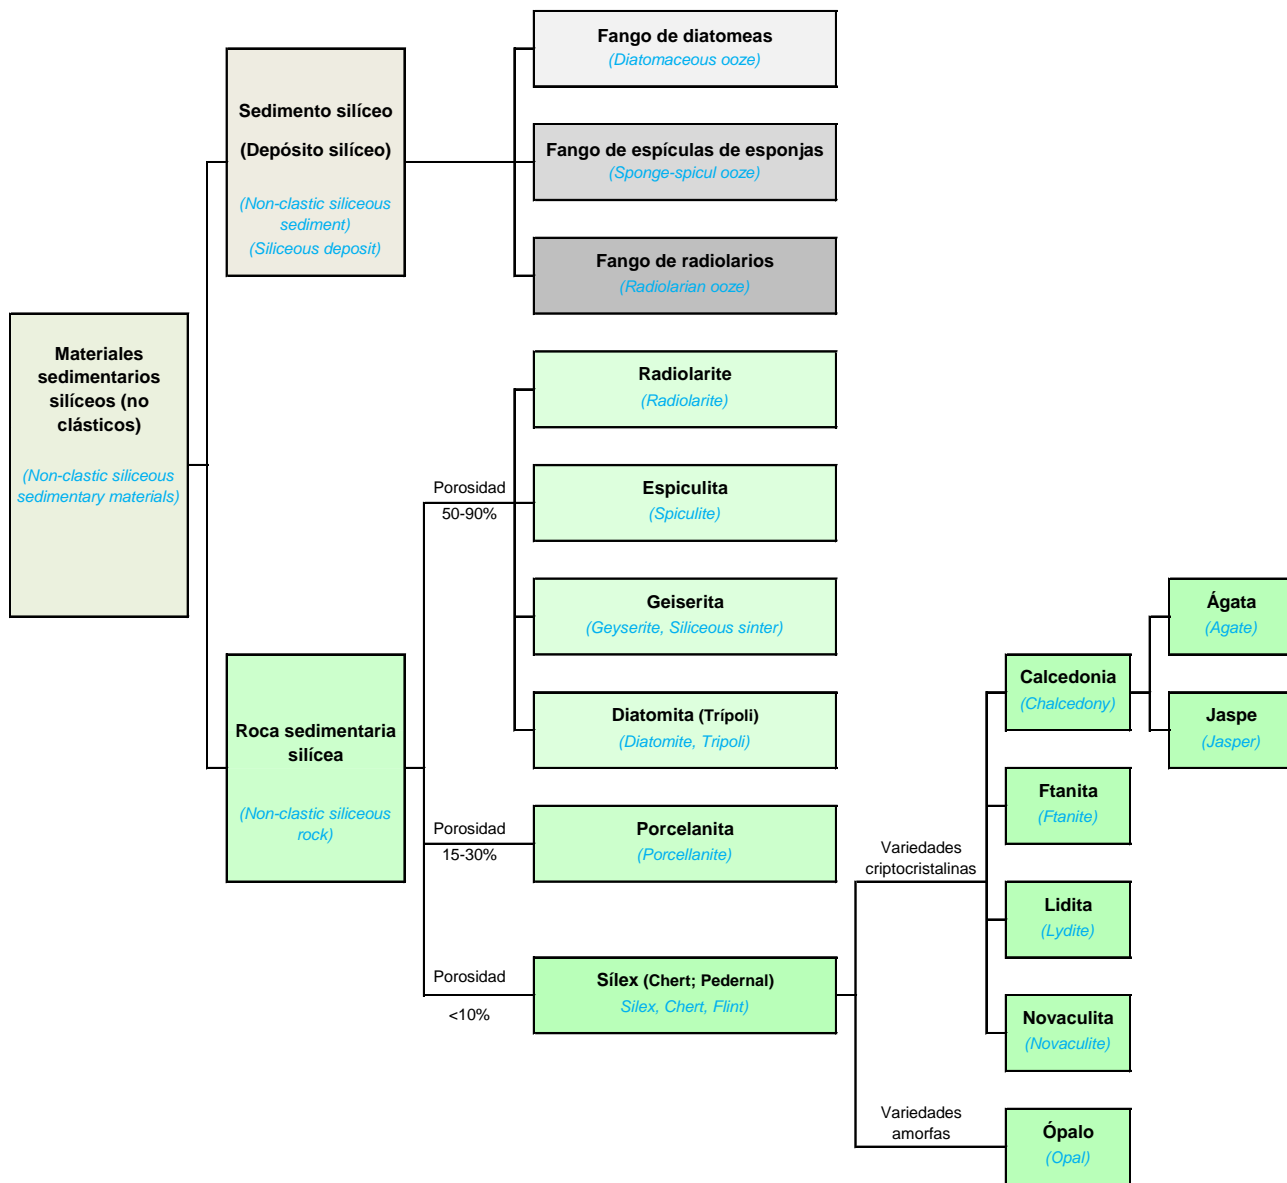 Fango de diatomeas
(Diatomaceous ooze)
Sedimento silíceo
(Depósito silíceo)
(Non-clastic siliceous
sediment)
(Siliceous deposit)
Fango de espículas de esponjas
(Sponge-spicul ooze)
Fango de radiolarios
(Radiolarian ooze)
Materiales
sedimentarios
silíceos (no
clásticos)
(Non-clastic siliceous
sedimentary materials)
Radiolarite
(Radiolarite)
Porosidad
50-90%
Espiculita
(Spiculite)
Geiserita
(Geyserite, Siliceous sinter)
Diatomita (Trípoli)
(Diatomite, Tripoli)
Roca sedimentaria
silícea
(Non-clastic siliceous
rock)
Porosidad
15-30%
Porcelanita
(Porcellanite)
Porosidad
<10%
Sílex (Chert; Pedernal)
Silex, Chert, Flint)
Variedades
criptocristalinas
Calcedonia
(Chalcedony)
Ágata
(Agate)
Jaspe
(Jasper)
Ftanita
(Ftanite)
Lidita
(Lydite)
Novaculita
(Novaculite)
Variedades
amorfas
Ópalo
(Opal)